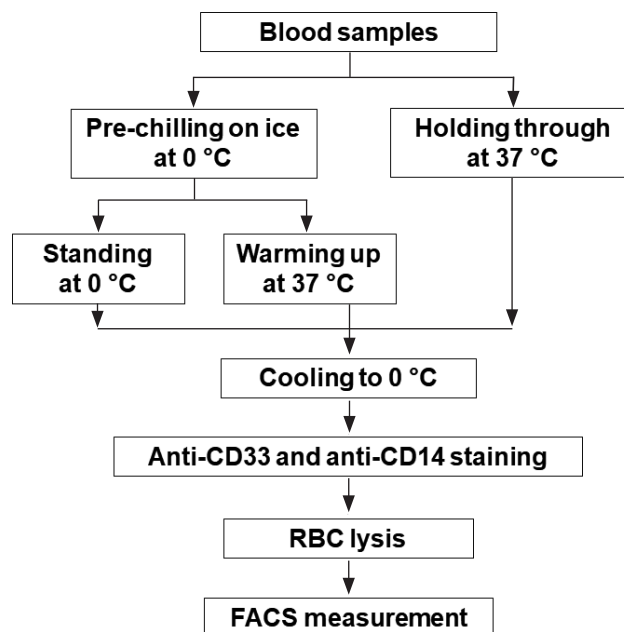 Blood samples
Pre-chilling on ice
at 0 °C
Holding through
at 37 °C
Standing
at 0 °C
Warming up
at 37 °C
Cooling to 0 °C
Anti-CD33 and anti-CD14 staining
RBC lysis
FACS measurement